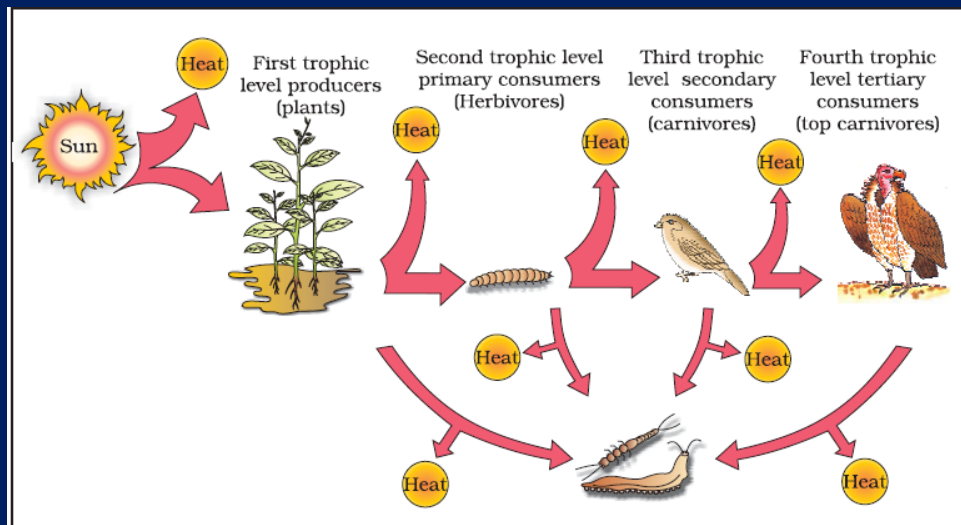 Heat
First trophic
level producers
(plants)
Second trophic level
primary consumers
(Herbivores)
Third trophic
level secondary
consumers
(carnivores)
Fourth trophic
level tertiary
consumers
(top carnivores)
Sun
Heat
Heat
Heat
Heat
Heat
Heat
Heat